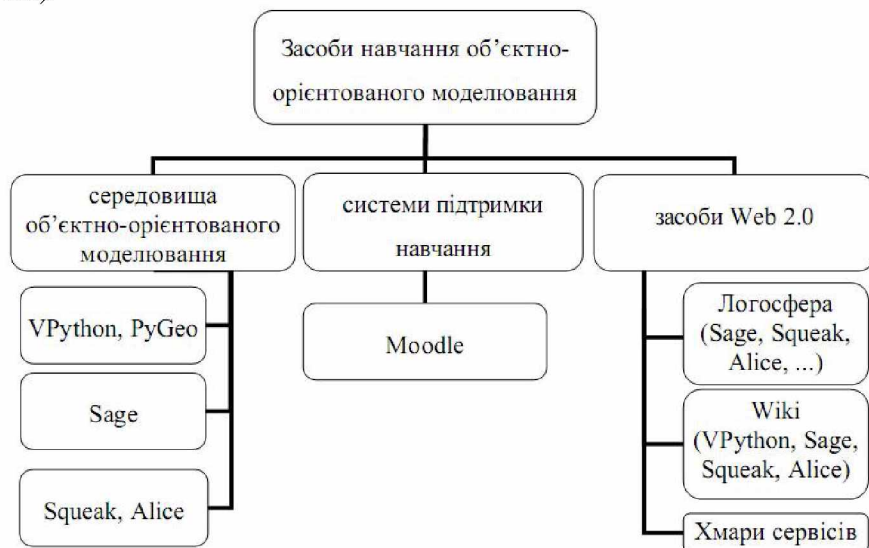 Засоби навчання об’єктно-
орієнтованого моделювання
середовища
об’єктно-орієнтованого
моделювання
VPython, PyGeo
Sage
Squeak, Alice
системи підтримки
навчання
Moodle
засоби Web 2.0
Логосфера
(Sage, Squeak,
Alice, ...)
Wiki
(VPython, Sage,
Squeak, Alice)
Хмари сервісів